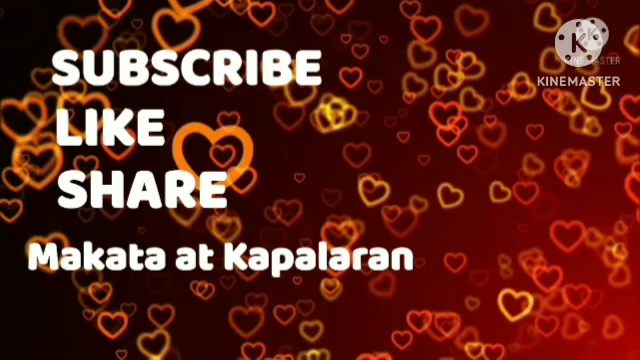 SUBSCRIBE
LIKE
SHARE
Makata at Kapalaran
KINEMASTER